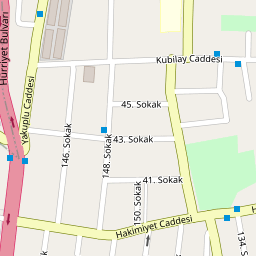 Hürriyet Bulvarı
Kubilay Caddesi
Yakuplu Caddesi
45. Sokak
43. Sokak
146. Sokak
148. Sokak
41. Sokak
150. Sokak
Hakimiyet Caddesi
134. S